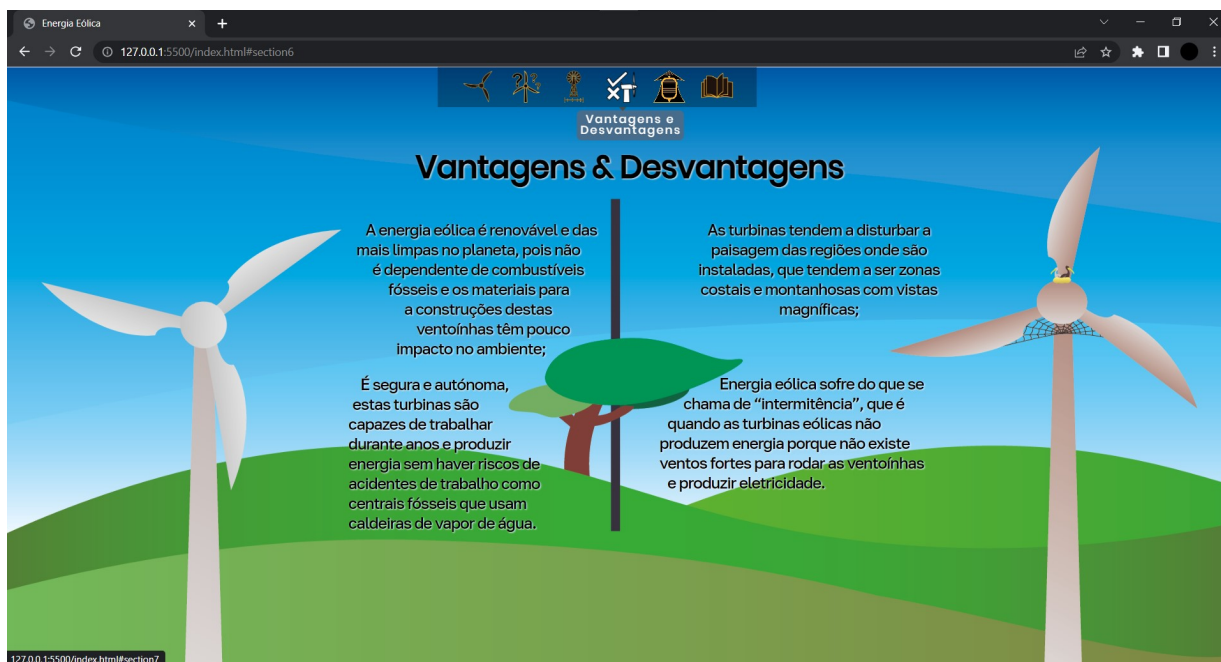 Energia Eólica
127.0.0.1:5500/index.html#section6
Vantagens e
Desvantagens
Vantagens & Desvantagens
A energia eólica é renovável e das
mais limpas no planeta, pois não
é dependente de combustíveis
fósseis e os materiais para
a construções destas
ventoínhas têm pouco
impacto no ambiente;
É segura e autónoma,
estas turbinas são
capazes de trabalhar
durante anos e produzir
energia sem haver riscos de
acidentes de trabalho como
centrais fósseis que usam
caldeiras de vapor de água.
As turbinas tendem a disturbar a
paisagem das regiões onde são
instaladas, que tendem a ser zonas
costais e montanhosas com vistas
magníficas;
Energia eólica sofre do que se
chama de “intermitência”, que é
quando as turbinas eólicas não
produzem energia porque não existe
ventos fortes para rodar as ventoínhas
e produzir eletricidade.
127.0.0.1:5500/index.html#section7